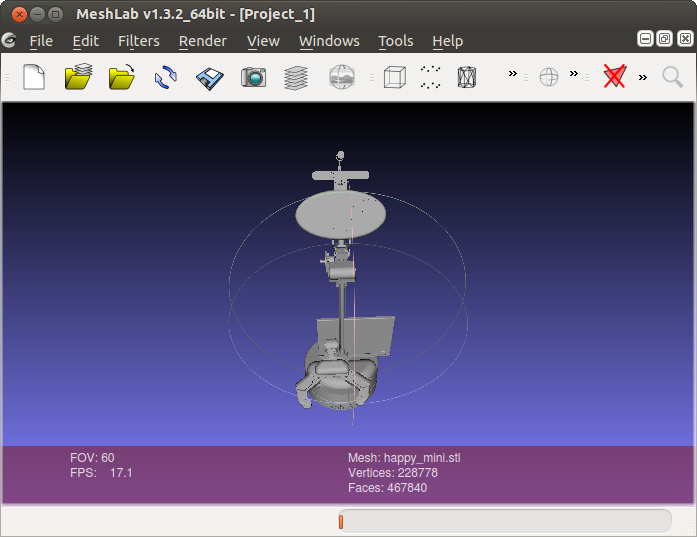 MeshLab v1.3.2_64bit - [Project_1]
File Edit Filters Render View Windows Tools Help
FOV: 60
FPS: 17.1
Mesh: happy_mini.stl
Vertices: 228778
Faces: 467840